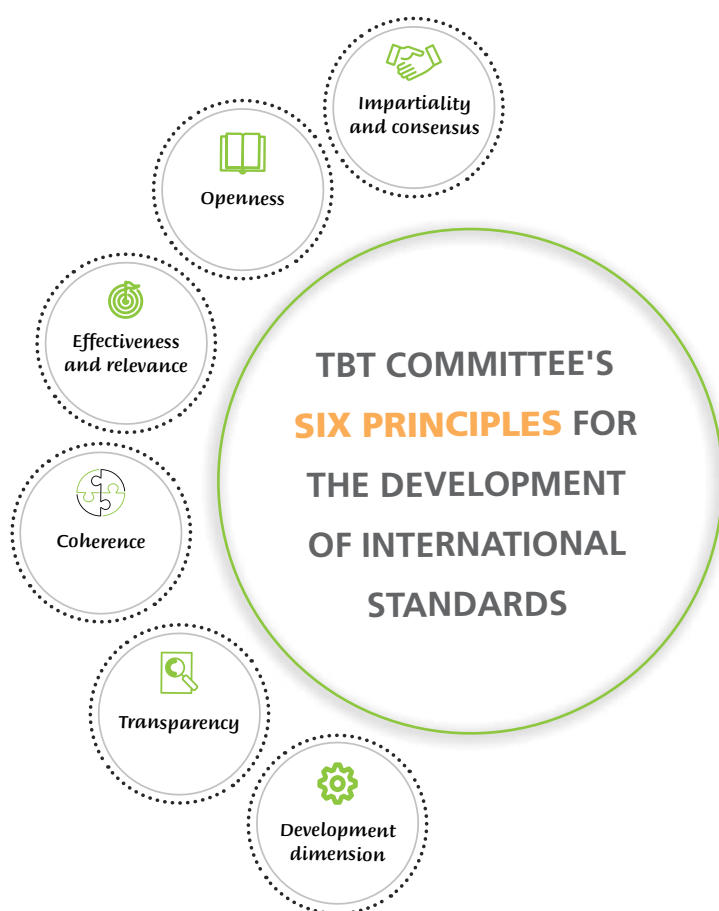 Impartiality
and consensus
Openness
Effectiveness
and relevance
Coherence
Transparency
Development
dimension
TBT COMMITTEE'S
SIX PRINCIPLES FOR
THE DEVELOPMENT
OF INTERNATIONAL
STANDARDS